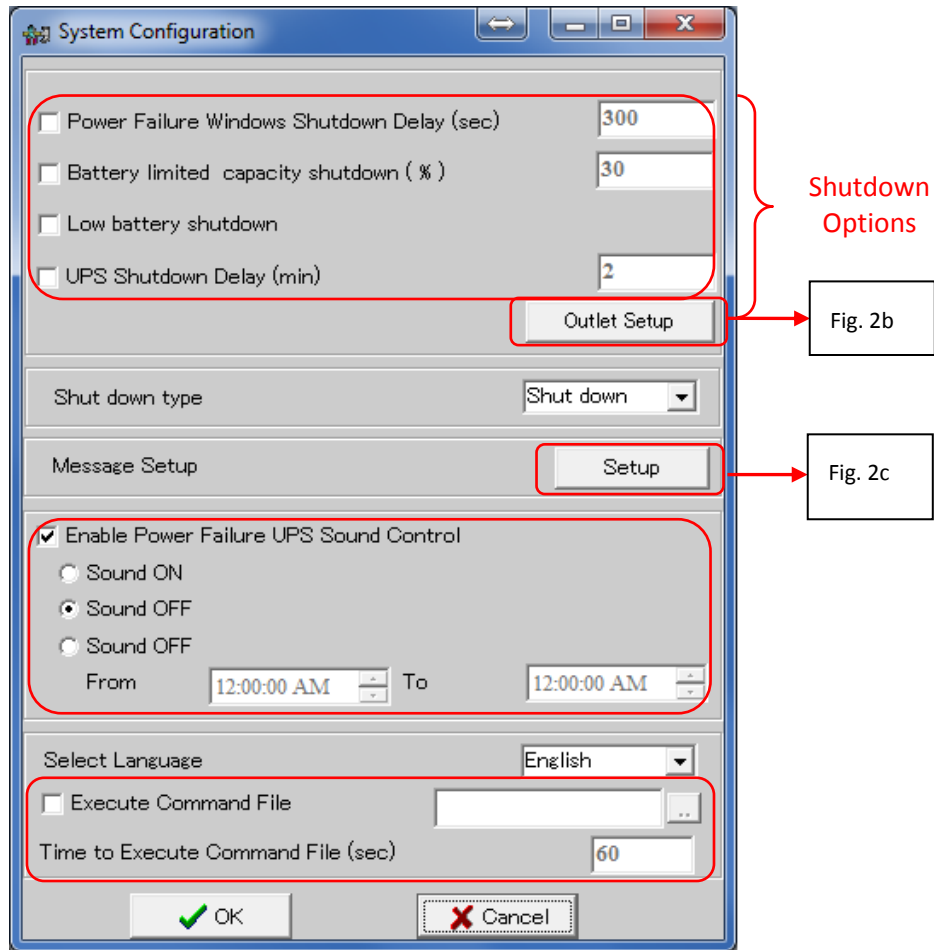 System Configuration
Power Failure Windows Shutdown Delay (sec) 300
Battery limited capacity shutdown ( % ) 30
Low battery shutdown
UPS Shutdown Delay (min) 2
Outlet Setup
Shutdown
Options
Fig. 2b
Shut down type Shut down
Message Setup Setup
Fig. 2c
Enable Power Failure UPS Sound Control
Sound ON
Sound OFF
Sound OFF
From 12:00:00 AM To 12:00:00 AM
Select Language English
Execute Command File ..
Time to Execute Command File (sec) 60
OK Cancel